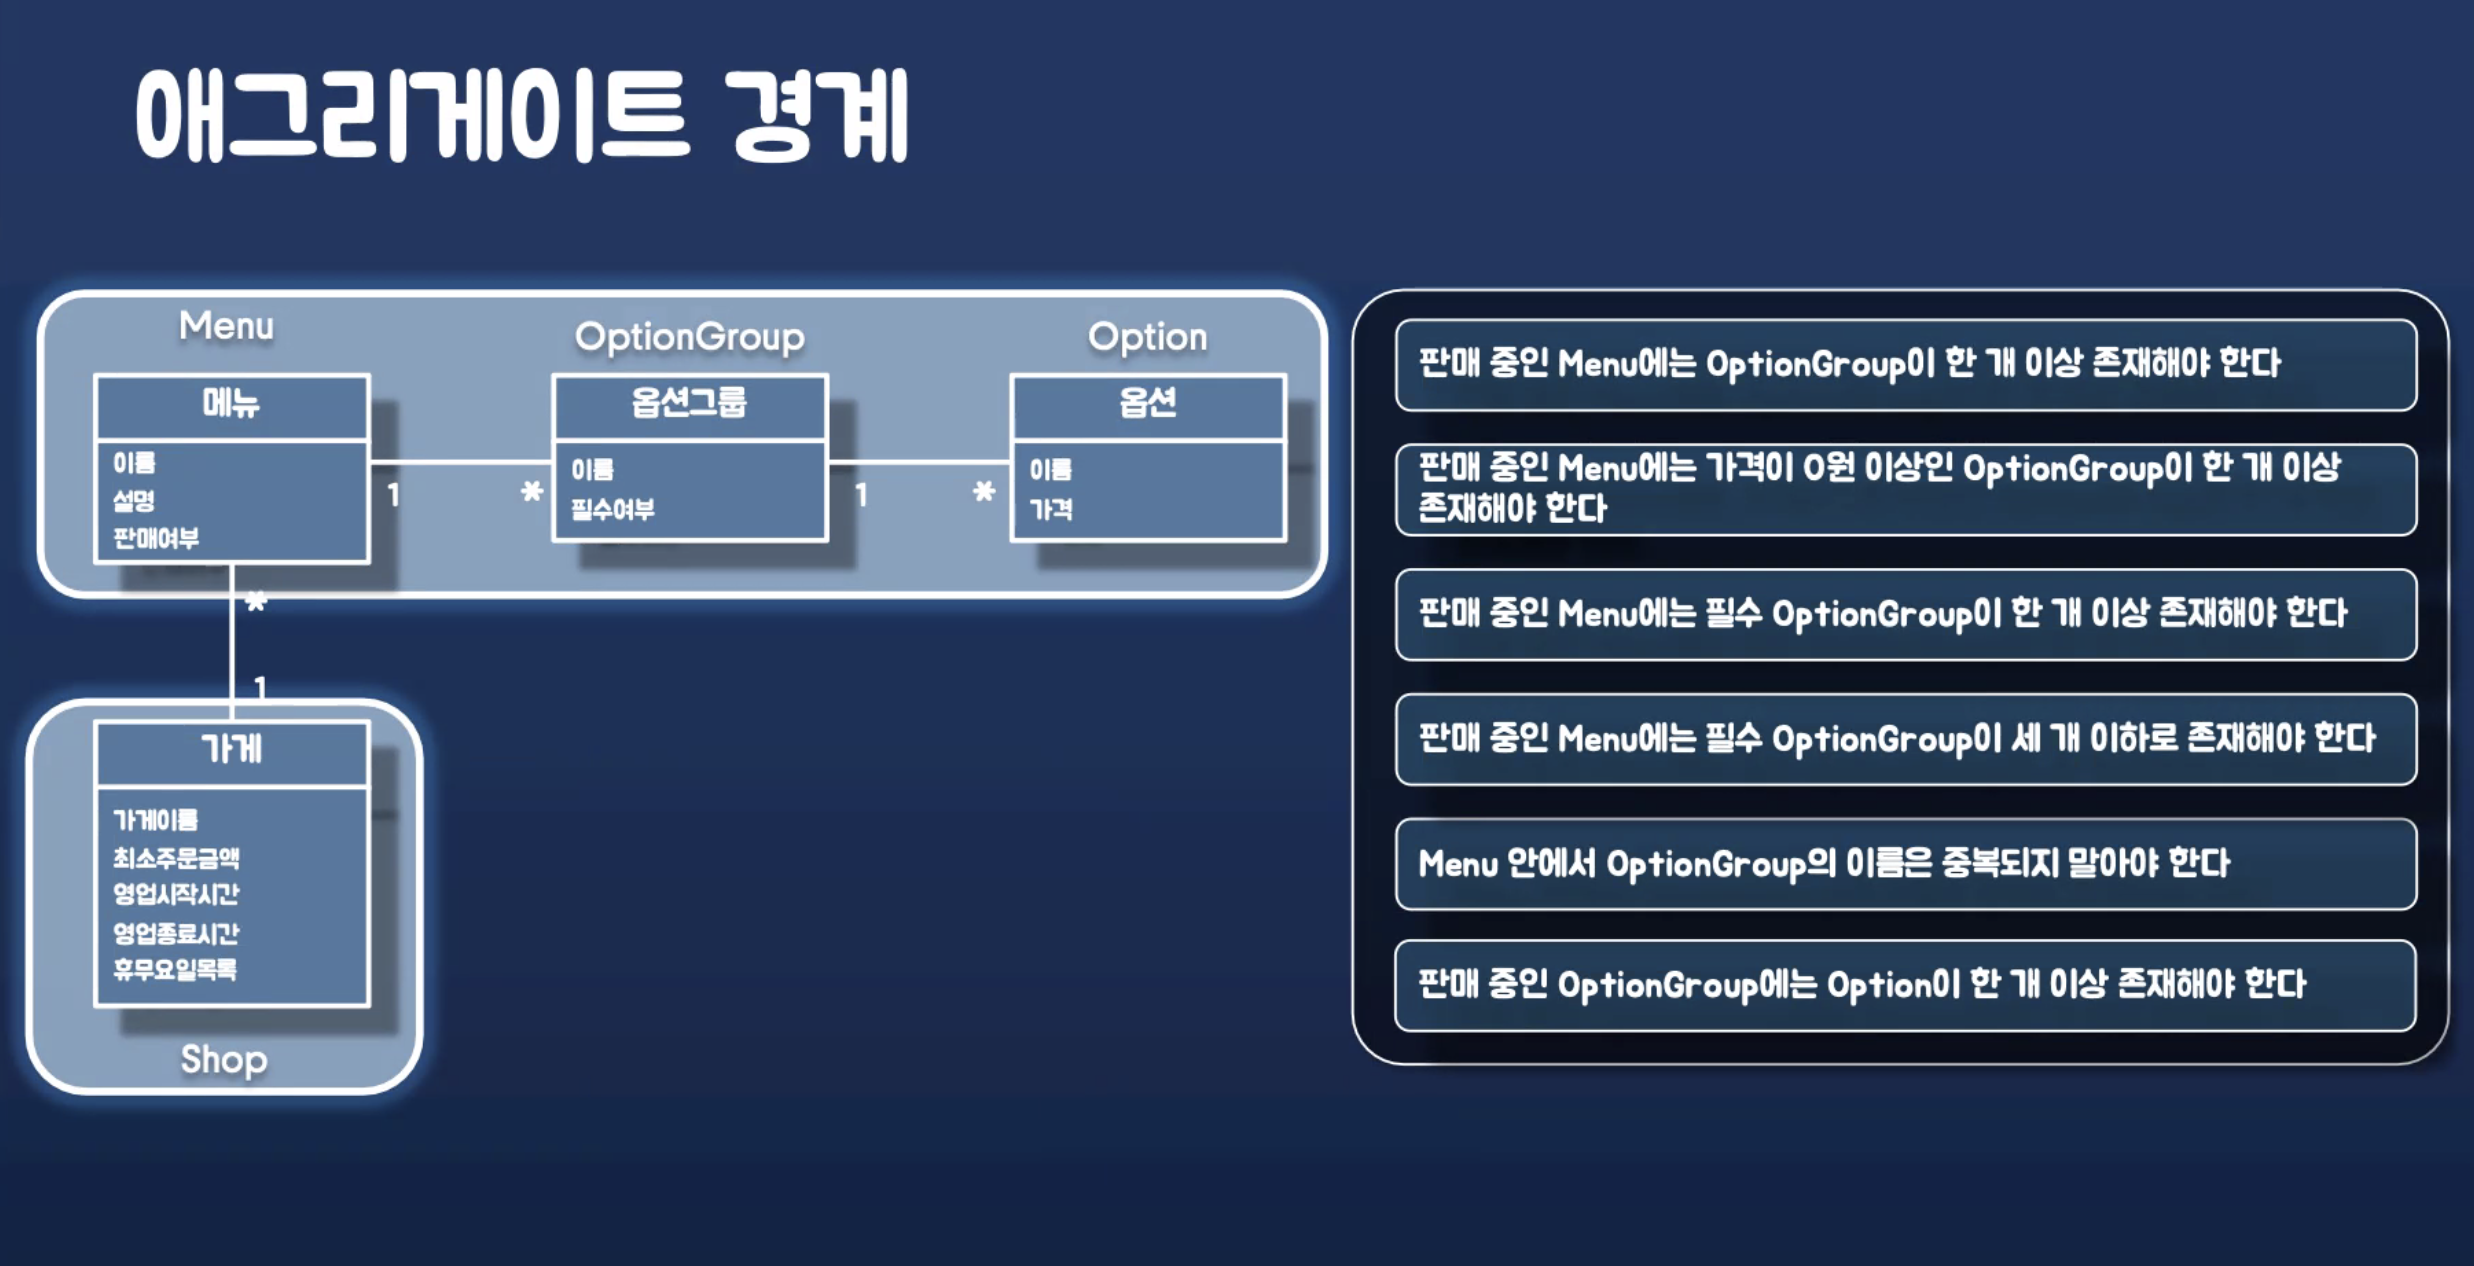 애그리게이트 경계
Menu
OptionGroup
Option
메뉴
이름
설명
판매여부
1
*
옵션그룹
이름
필수여부
1
*
옵션
이름
가격
*
1
가게
가게이름
최소주문금액
영업시작시간
영업종료시간
휴무요일목록
Shop
판매 중인 Menu에는 OptionGroup이 한 개 이상 존재해야 한다
판매 중인 Menu에는 가격이 0원 이상인 OptionGroup이 한 개 이상
존재해야 한다
판매 중인 Menu에는 필수 OptionGroup이 한 개 이상 존재해야 한다
판매 중인 Menu에는 필수 OptionGroup이 세 개 이하로 존재해야 한다
Menu 안에서 OptionGroup의 이름은 중복되지 말아야 한다
판매 중인 OptionGroup에는 Option이 한 개 이상 존재해야 한다